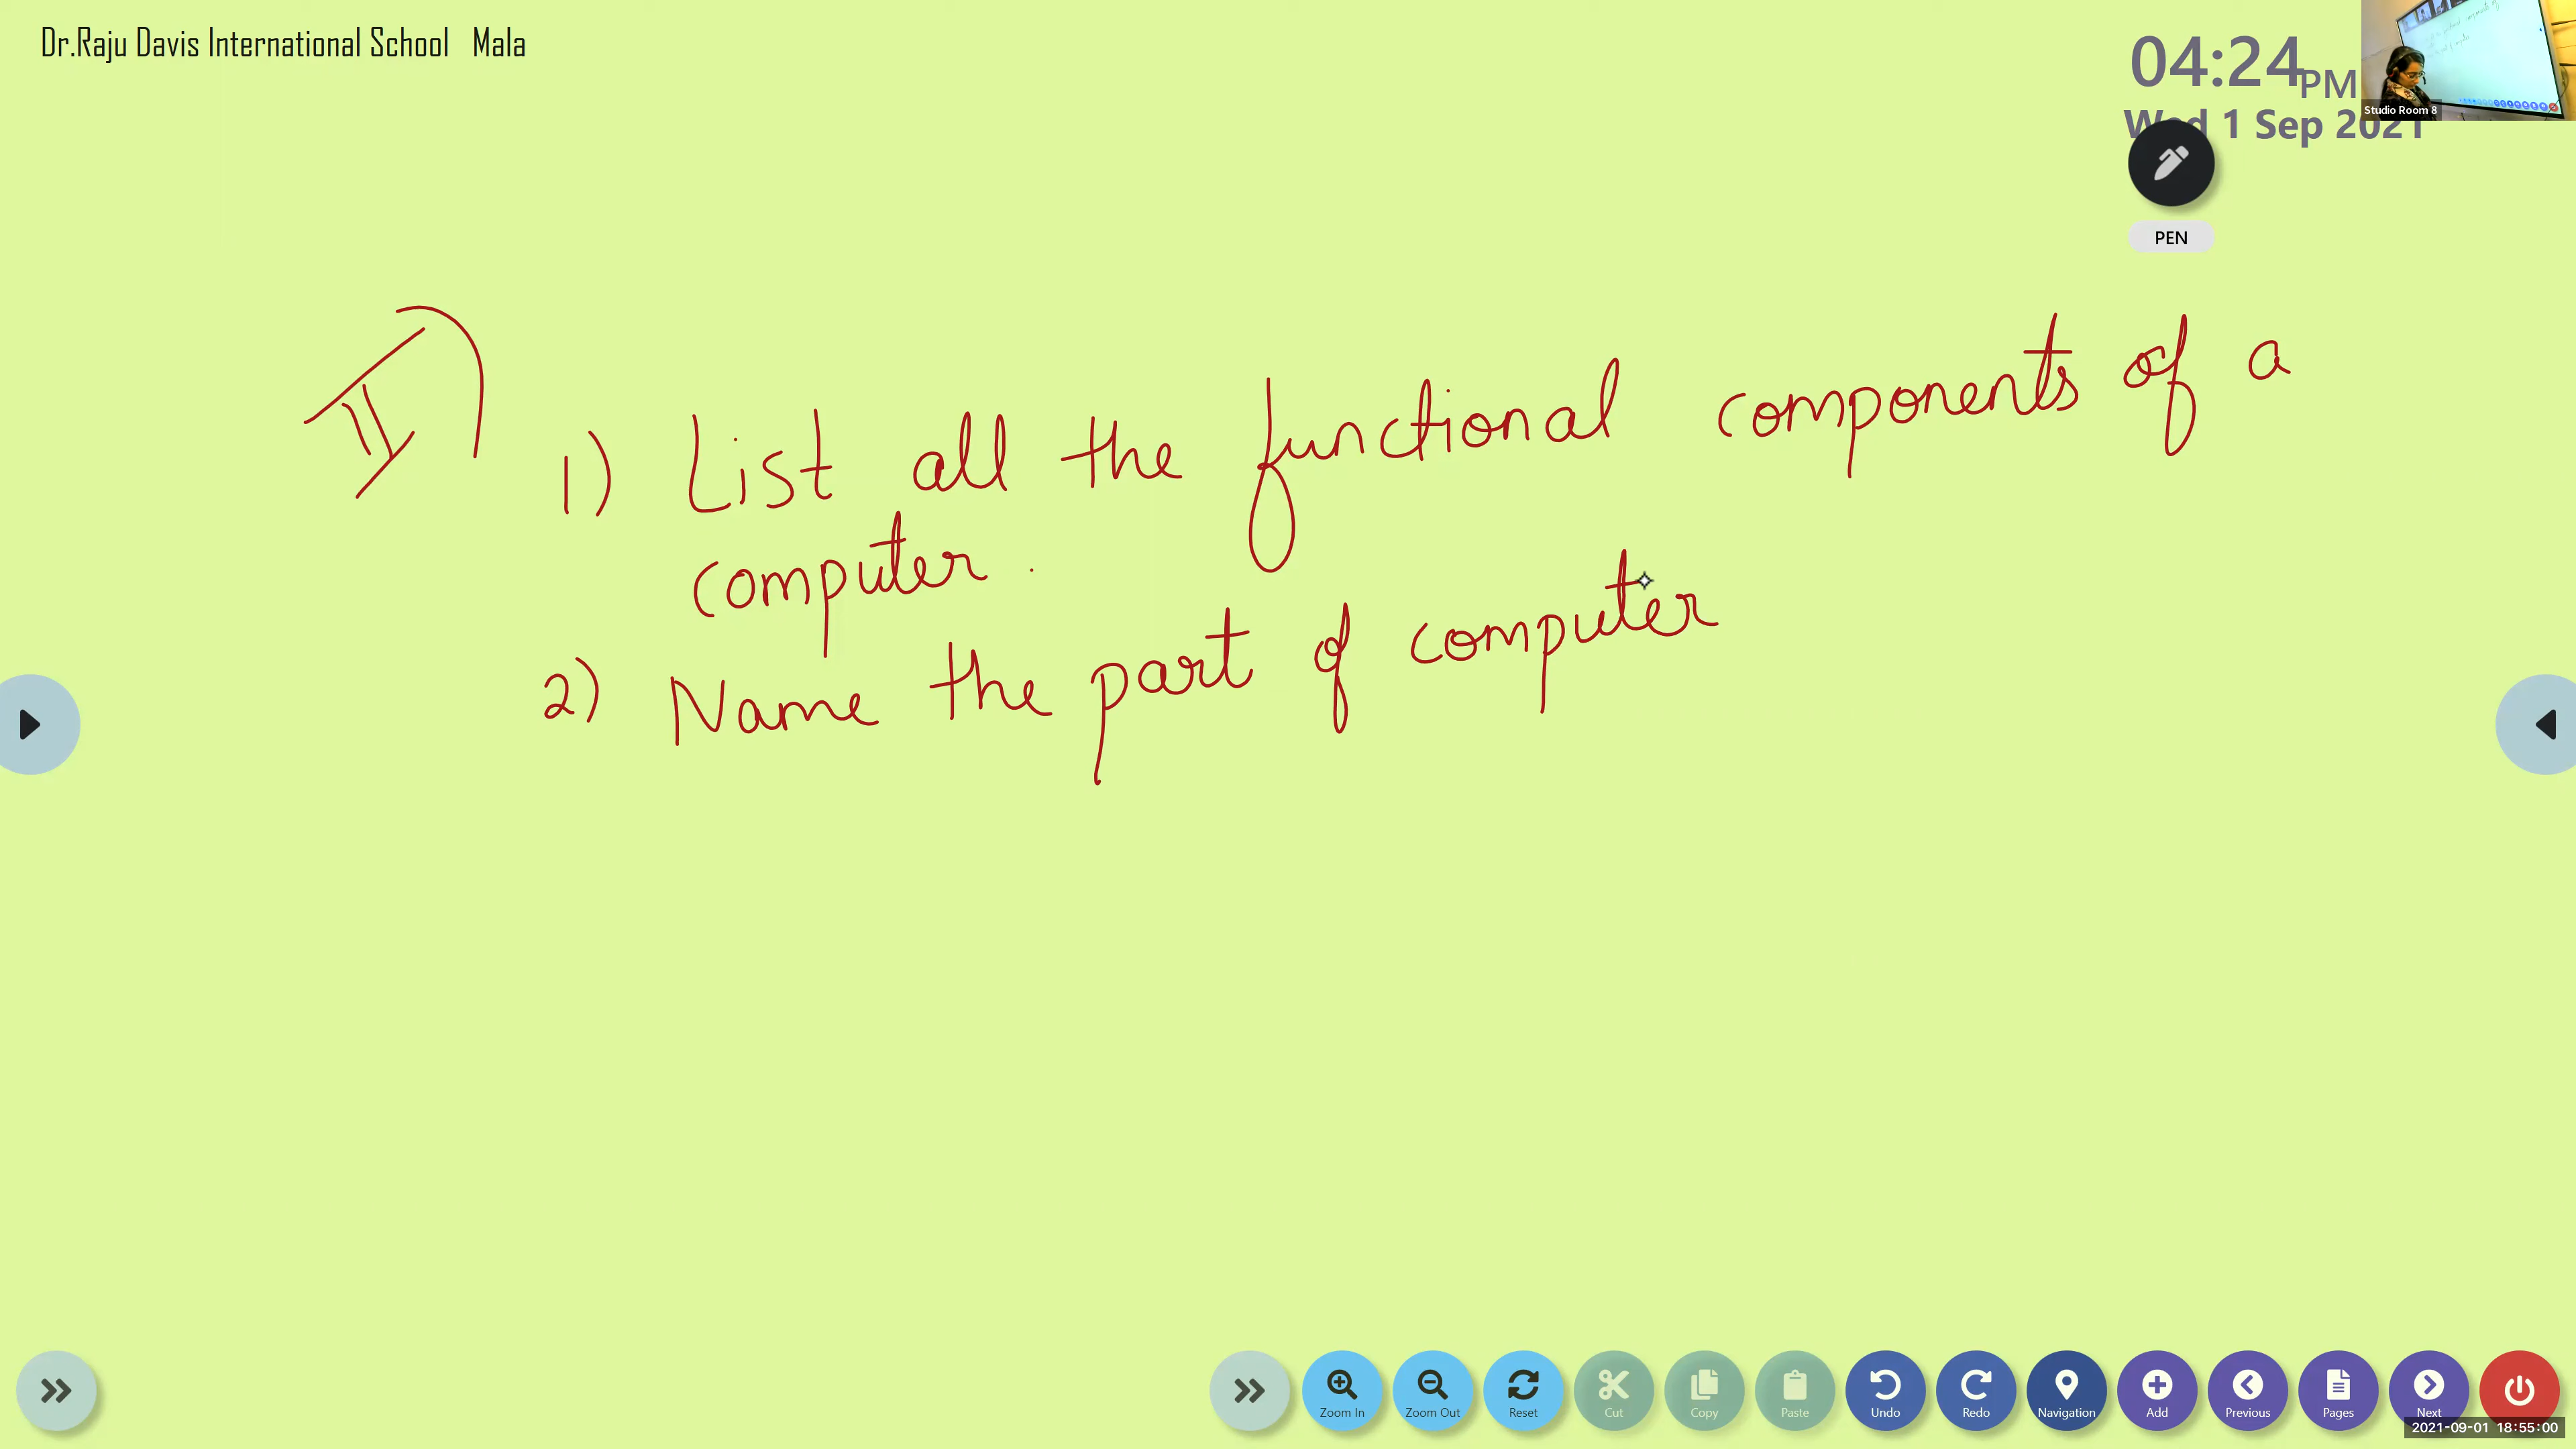 Dr.Raju Davis International School Mala
04:24PM
Studio Room 8
Wed 1 Sep 2021
PEN
II)
1) List all the functional components of a
computer.
2) Name the part of computer
Zoom In
Zoom Out
Reset
Cut
Copy
Paste
Undo
Redo
Navigation
Add
Previous
Pages
Next
2021-09-01 18:55:00